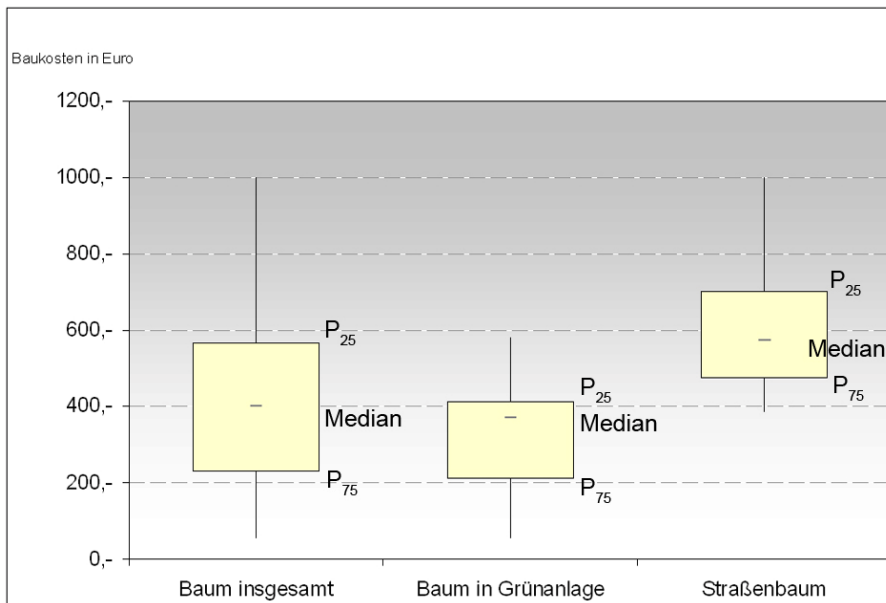 Baukosten in Euro
1200,-
1000,-
800,-
600,-
400,-
200,-
0,-
P25
Median
P75
P25
Median
P75
P25
Median
P75
Baum insgesamt
Baum in Grünanlage
Straßenbaum